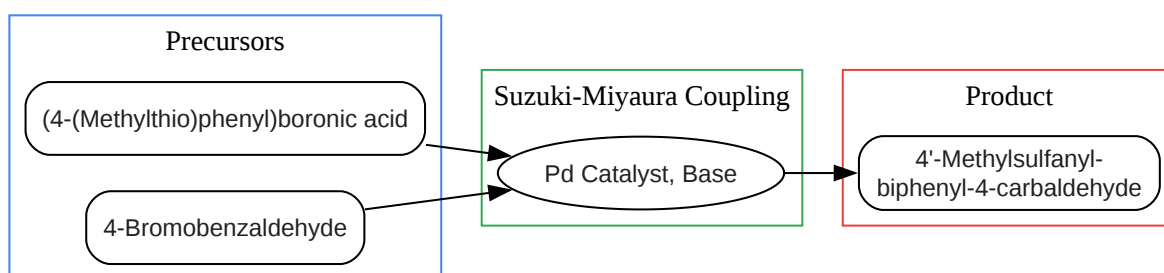 Precursors
(4-(Methylthio)phenyl)boronic acid
4-Bromobenzaldehyde
Suzuki-Miyaura Coupling
Pd Catalyst, Base
Product
4'-Methylsulfanyl-
biphenyl-4-carbaldehyde